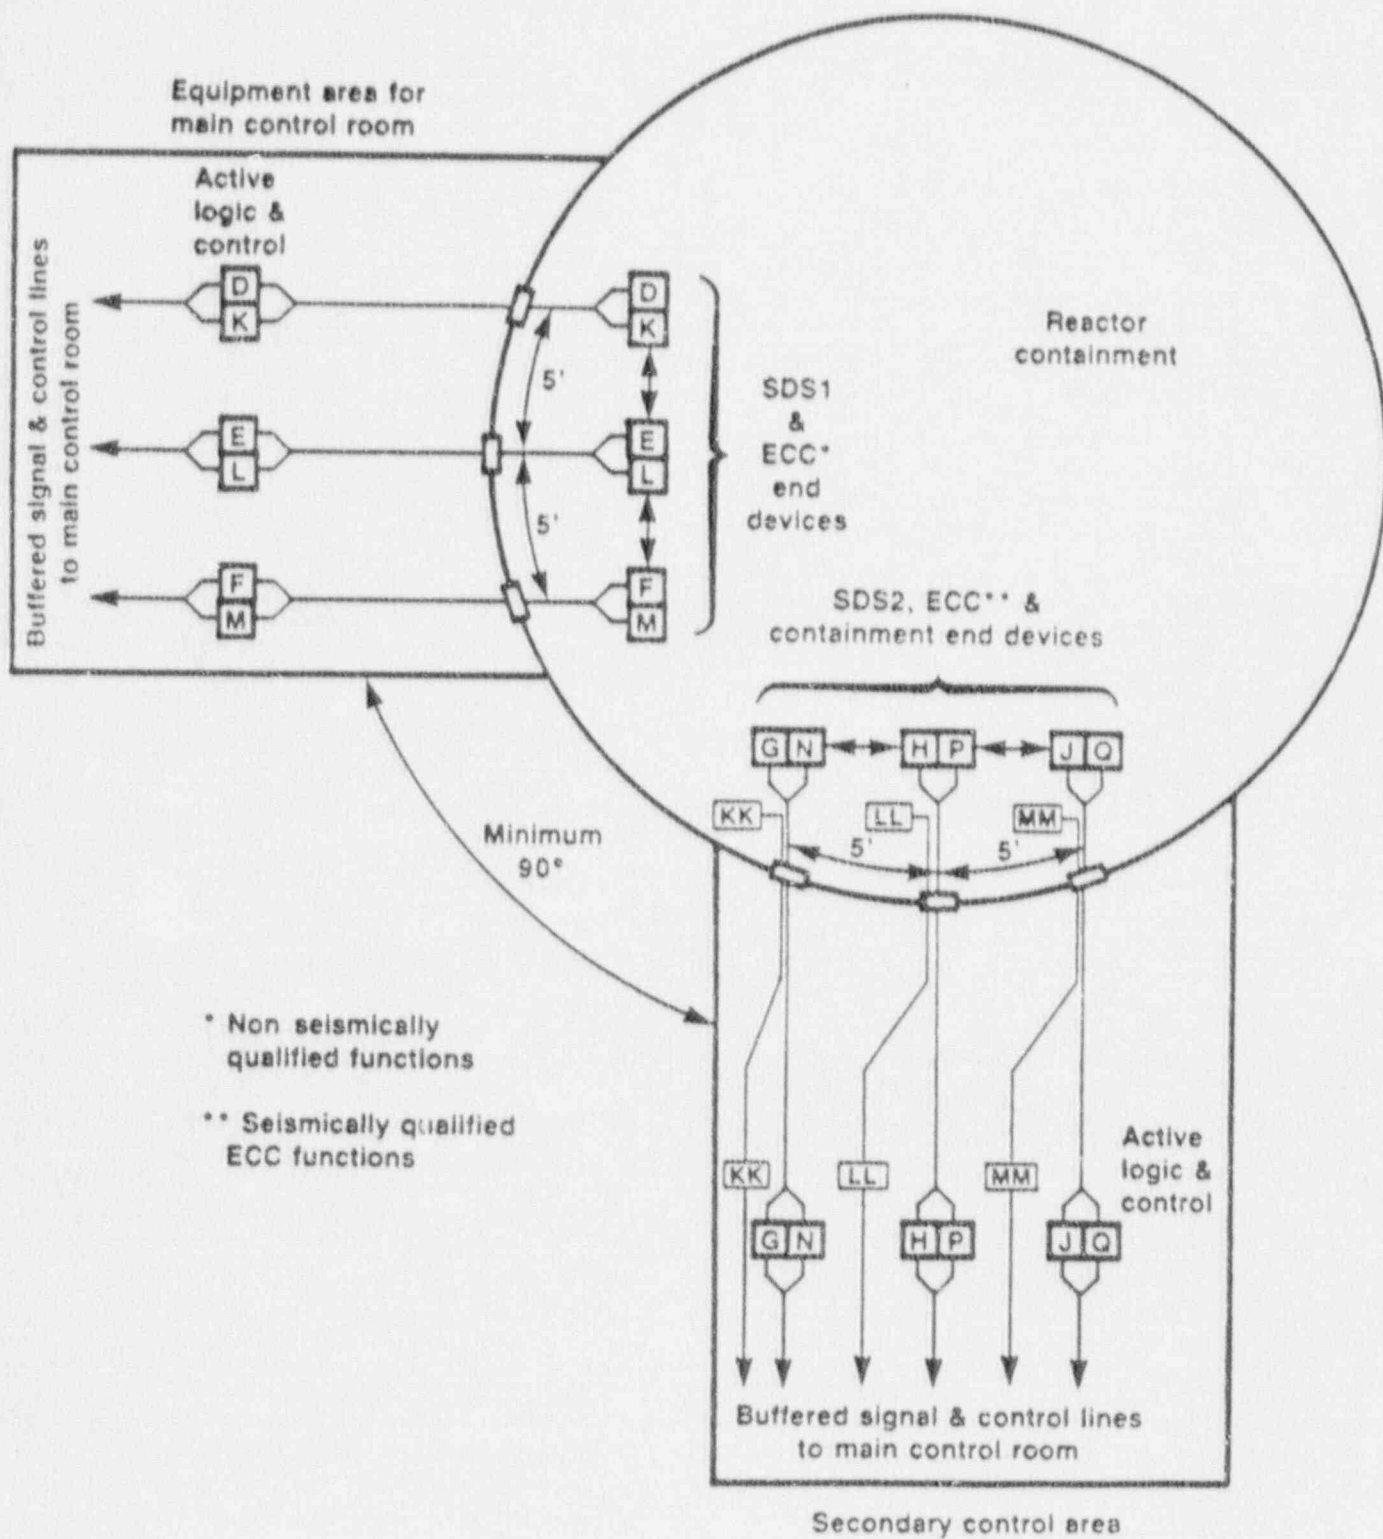 Equipment area for
main control room
Active
logic &
control
Buffered signal & control lines
to main control room
D
K
E
L
F
M
D
K
E
L
F
M
5'
5'
SDS1
&
ECC*
end
devices
Reactor
containment
SDS2, ECC** &
containment end devices
G N
H P
J Q
KK
LL
MM
5'
5'
Minimum
90°
* Non seismically
qualified functions
** Seismically qualified
ECC functions
Active
logic &
control
KK
LL
MM
G N
H P
J Q
Buffered signal & control lines
to main control room
Secondary control area